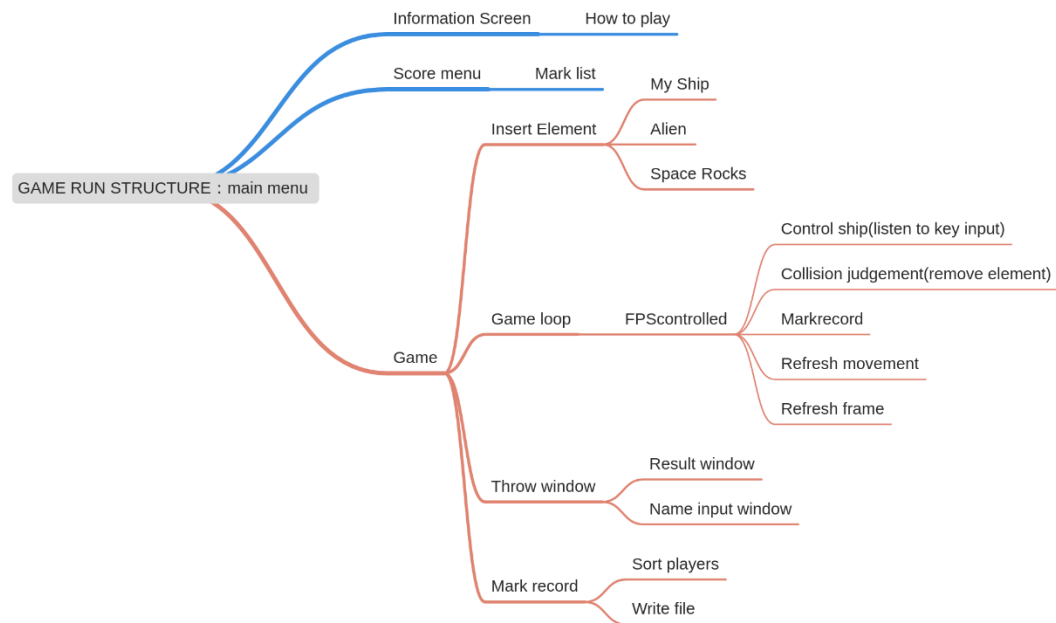 Information Screen
How to play
Score menu
Mark list
My Ship
Insert Element
Alien
Space Rocks
GAME RUN STRUCTURE：main menu
Control ship(listen to key input)
Collision judgement(remove element)
Game loop
FPScontrolled
Markrecord
Refresh movement
Refresh frame
Game
Result window
Throw window
Name input window
Sort players
Mark record
Write file